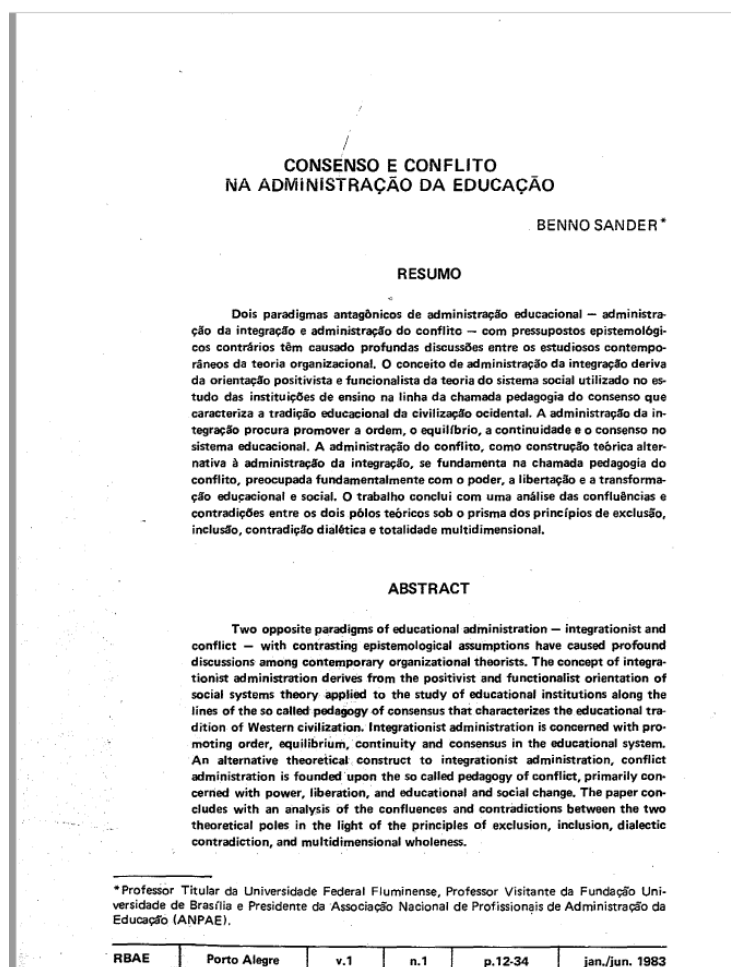 CONSENSO E CONFLITO
NA ADMINISTRAÇÃO DA EDUCAÇÃO
BENNO SANDER*
RESUMO
Dois paradigmas antagônicos de administração educacional — administra-
ção da integração e administração do conflito — com pressupostos epistemológi-
cos contrários têm causado profundas discussões entre os estudiosos contempo-
râneos da teoria organizacional. O conceito de administração da integração deriva
da orientação positivista e funcionalista da teoria do sistema social utilizado no es-
tudo das instituições de ensino na linha da chamada pedagogia do consenso que
caracteriza a tradição educacional da civilização ocidental. A administração da in-
tegração procura promover a ordem, o equilíbrio, a continuidade e o consenso no
sistema educacional. A administração do conflito, como construção teórica alter-
nativa à administração da integração, se fundamenta na chamada pedagogia do
conflito, preocupada fundamentalmente com o poder, a libertação e a transforma-
ção educacional e social. O trabalho conclui com uma análise das confluências e
contradições entre os dois pólos teóricos sob o prisma dos princípios de exclusão,
inclusão, contradição dialética e totalidade multidimensional.
ABSTRACT
Two opposite paradigms of educational administration — integrationist and
conflict — with contrasting epistemological assumptions have caused profound
discussions among contemporary organizational theorists. The concept of integra-
tionist administration derives from the positivist and functionalist orientation of
social systems theory applied to the study of educational institutions along the
lines of the so called pedagogy of consensus that characterizes the educational tra-
dition of Western civilization. Integrationist administration is concerned with pro-
moting order, equilibrium, continuity and consensus in the educational system.
An alternative theoretical construct to integrationist administration, conflict
administration is founded upon the so called pedagogy of conflict, primarily con-
cerned with power, liberation, and educational and social change. The paper con-
cludes with an analysis of the confluences and contradictions between the two
theoretical poles in the light of the principles of exclusion, inclusion, dialectic
contradiction, and multidimensional wholeness.
*Professor Titular da Universidade Federal Fluminense, Professor Visitante da Fundação Uni-
versidade de Brasília e Presidente da Associação Nacional de Profissionais de Administração da
Educação (ANPAE).
RBAE Porto Alegre v.1 n.1 p.12-34 jan./jun. 1983